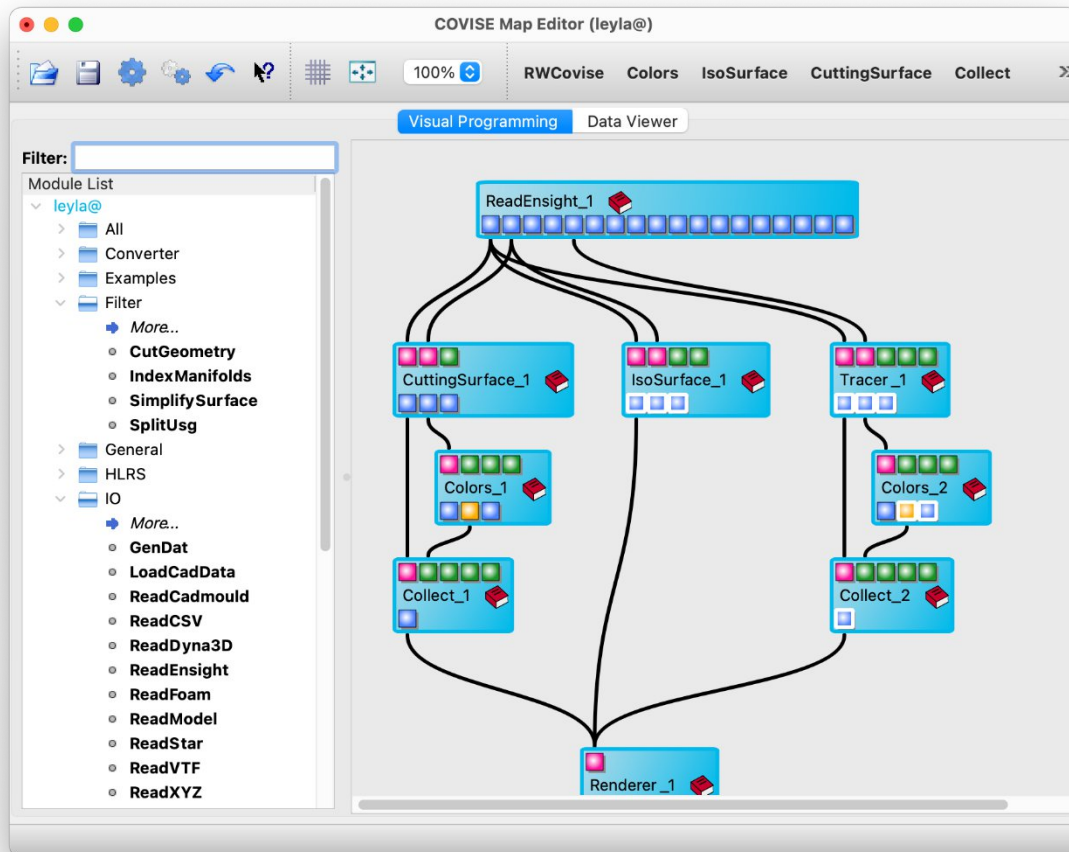 COVISE Map Editor (leyla@)
100% RWCovise Colors IsoSurface CuttingSurface Collect »
Visual Programming Data Viewer
Filter:
Module List
leyla@
All
Converter
Examples
Filter
More...
CutGeometry
IndexManifolds
SimplifySurface
SplitUsg
General
HLRS
IO
More...
GenDat
LoadCadData
ReadCadmould
ReadCSV
ReadDyna3D
ReadEnsight
ReadFoam
ReadModel
ReadStar
ReadVTF
ReadXYZ
ReadEnsight_1
CuttingSurface_1 IsoSurface_1 Tracer_1
Colors_1 Colors_2
Collect_1 Collect_2
Renderer_1